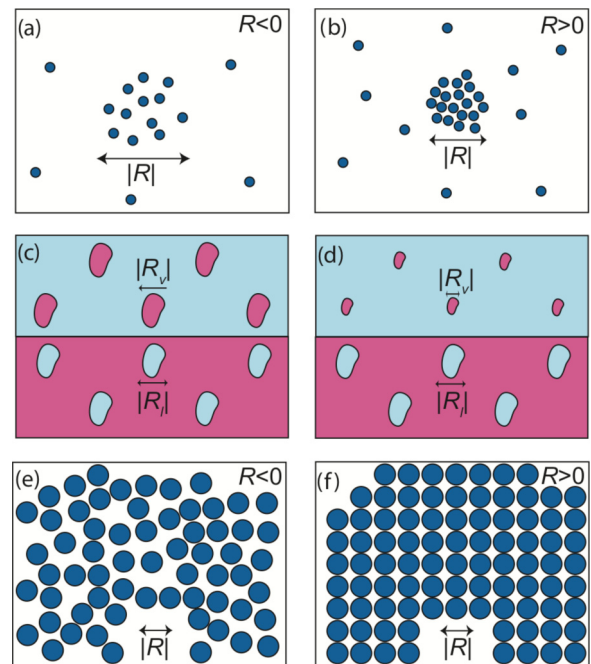 (a) R<0
|R|
(b) R>0
|R|
(c)
|Rv|
|Rl|
(d)
|Rv|
|Rl|
(e) R<0
|R|
(f) R>0
|R|